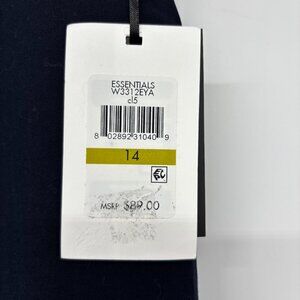 ESSENTIALS
W3312EYA
cl5
8 02892 31040 9
14
MSRP $89.00